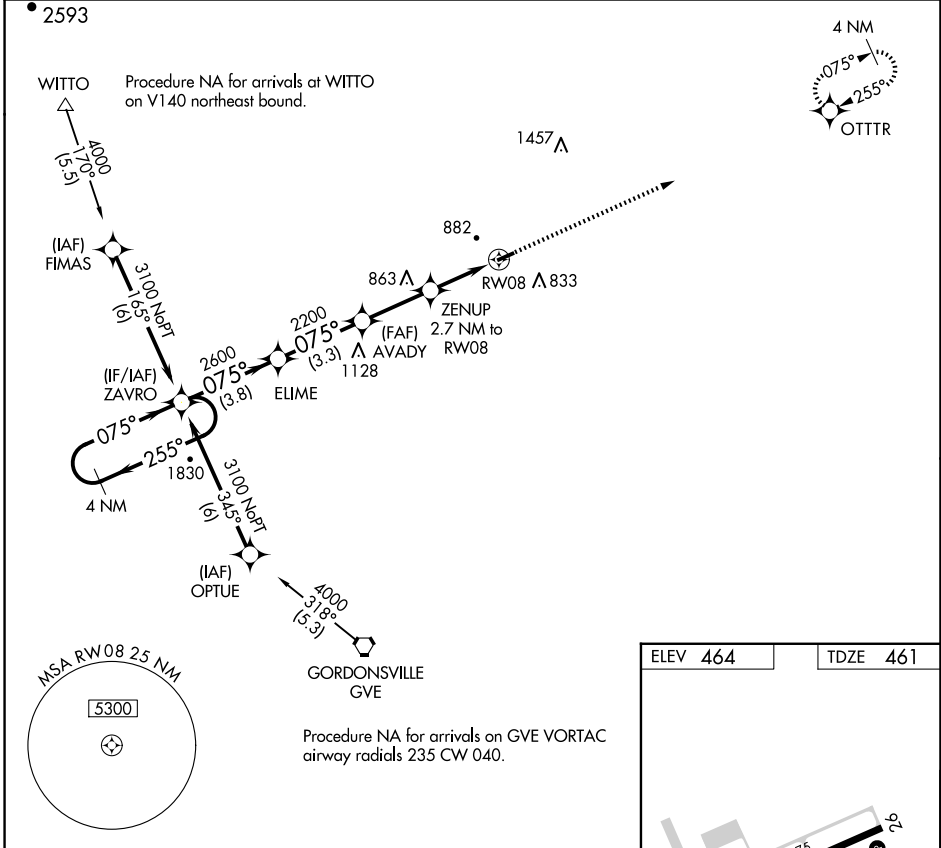 2593
WITTO
Procedure NA for arrivals at WITTO
on V140 northeast bound.
4 NM
075°
255°
OTTTR
4000
170°
(5.5)
1457
(IAF)
FIMAS
882
3100 NoPT
165°
(6)
863
RW08
833
ZENUP
2.7 NM to
RW08
2200
075°
(3.3)
(FAF)
AVADY
1128
(IF/IAF)
ZAVRO
2600
075°
(3.8)
ELIME
075°
255°
1830
4 NM
3100 NoPT
345°
(6)
(IAF)
OPTUE
4000
318°
(5.3)
GORDONSVILLE
GVE
MSA RW08 25 NM
5300
Procedure NA for arrivals on GVE VORTAC
airway radials 235 CW 040.
ELEV 464
TDZE 461
26